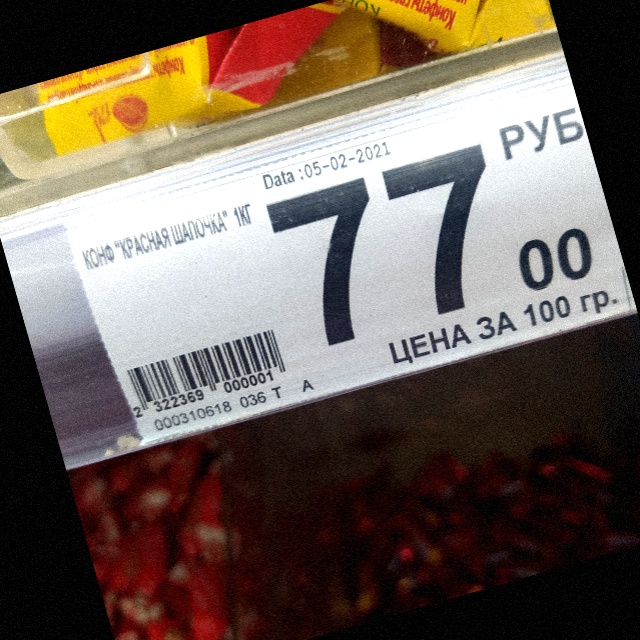 Конфеты
Data :05-02-2021
КОНФ "КРАСНАЯ ШАПОЧКА" 1КГ
77 РУБ
00
ЦЕНА ЗА 100 гр.
2 322369 000001
000310618 036 T A